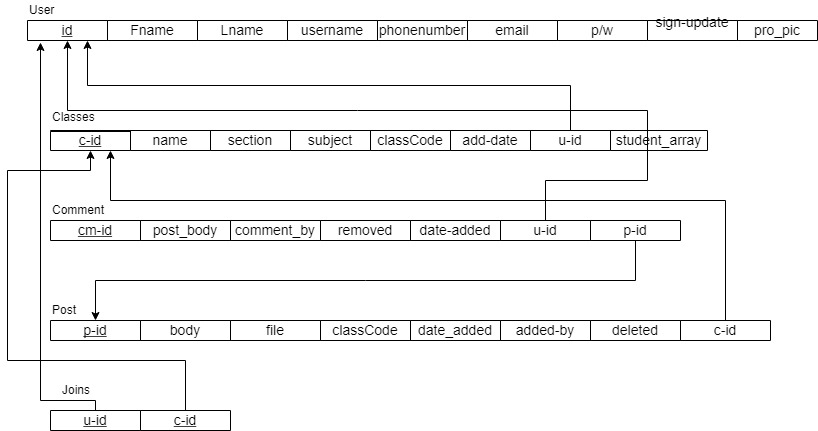 User
id Fname Lname username phonenumber email p/w sign-update pro_pic
Classes
c-id name section subject classCode add-date u-id student_array
Comment
cm-id post_body comment_by removed date-added u-id p-id
Post
p-id body file classCode date_added added-by deleted c-id
Joins
u-id c-id